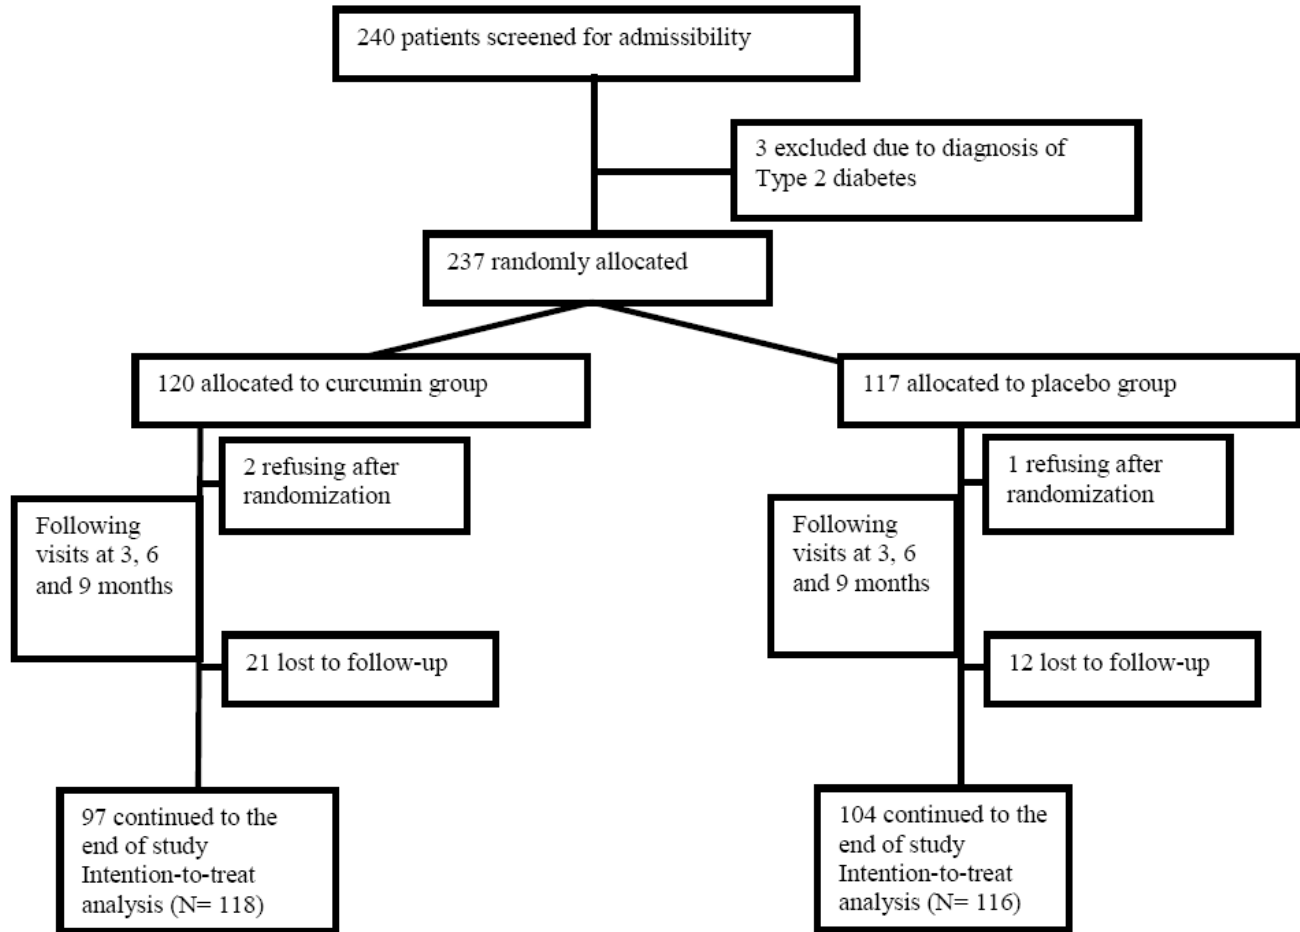 240 patients screened for admissibility
3 excluded due to diagnosis of
Type 2 diabetes
237 randomly allocated
120 allocated to curcumin group
117 allocated to placebo group
2 refusing after
randomization
1 refusing after
randomization
Following
visits at 3, 6
and 9 months
Following
visits at 3, 6
and 9 months
21 lost to follow-up
12 lost to follow-up
97 continued to the
end of study
Intention-to-treat
analysis (N= 118)
104 continued to the
end of study
Intention-to-treat
analysis (N= 116)